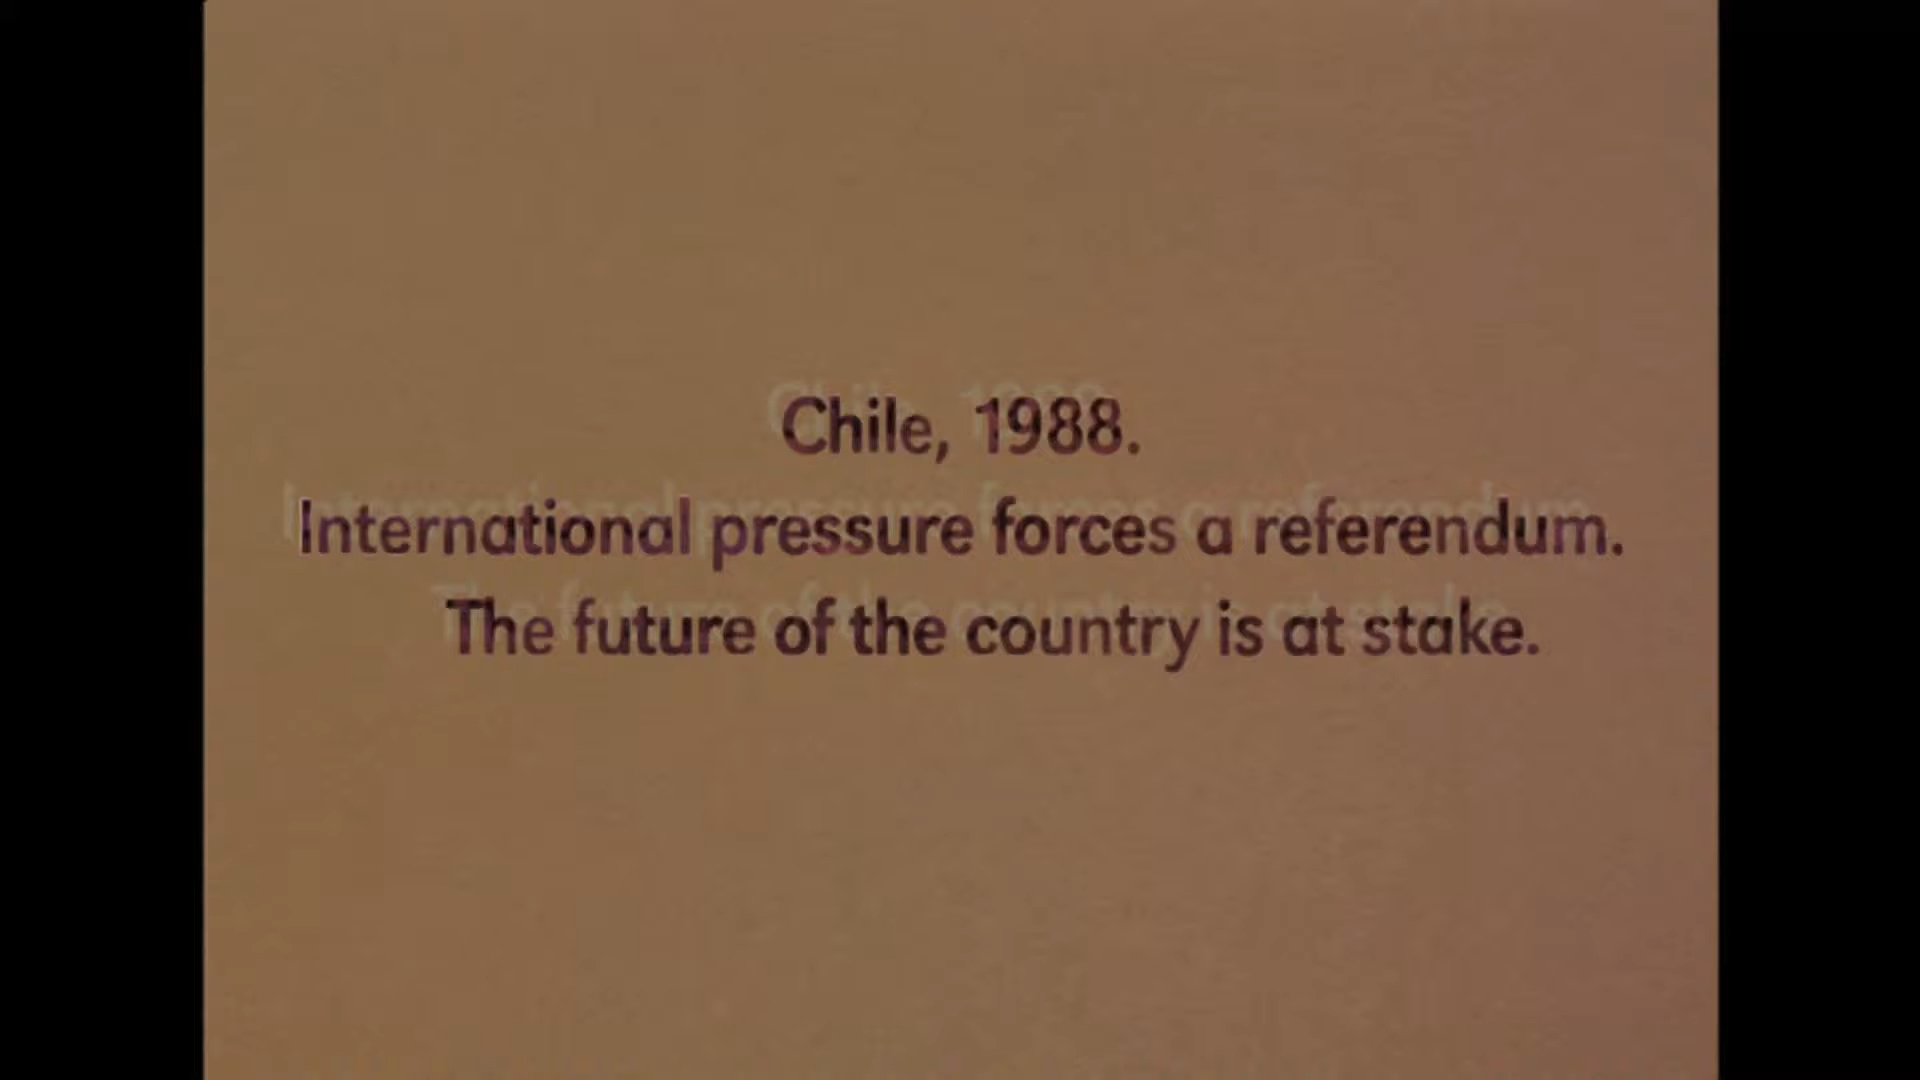 Chile, 1988.
International pressure forces a referendum.
The future of the country is at stake.